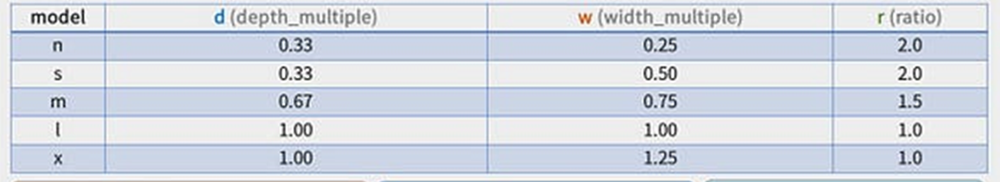 model d (depth_multiple) w (width_multiple) r (ratio)
n 0.33 0.25 2.0
s 0.33 0.50 2.0
m 0.67 0.75 1.5
l 1.00 1.00 1.0
x 1.00 1.25 1.0